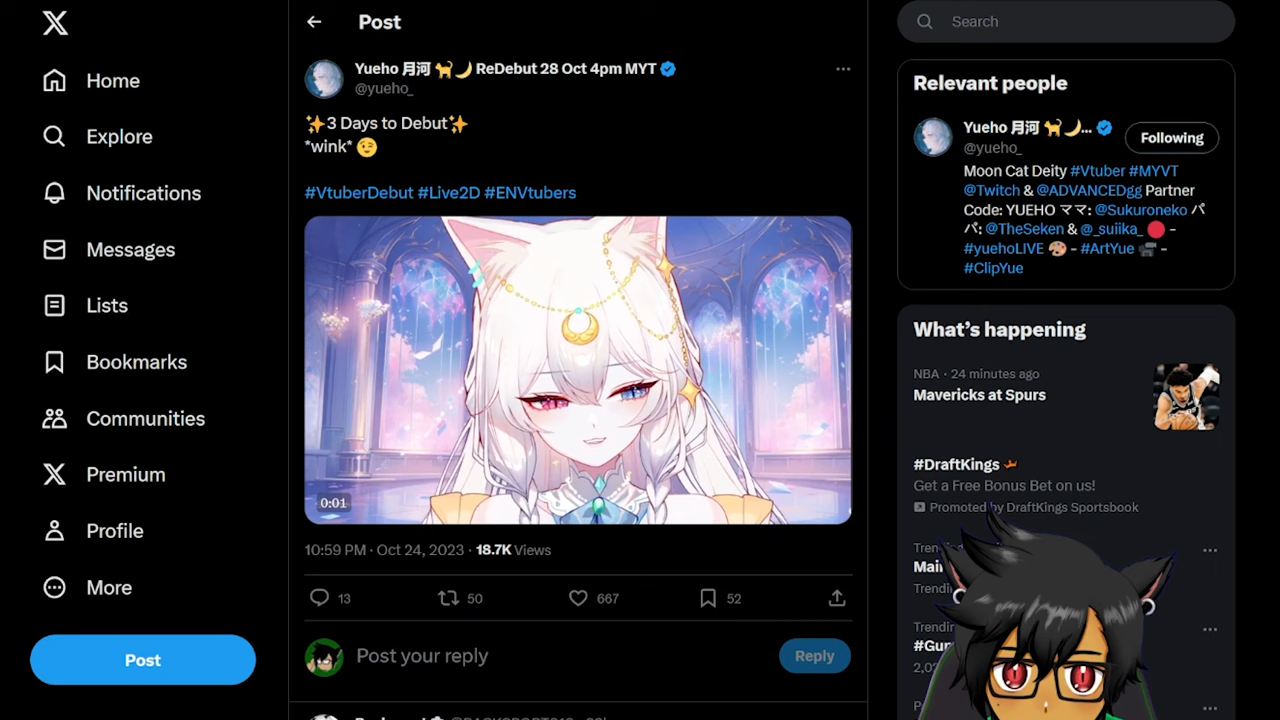 Home
Explore
Notifications
Messages
Lists
Bookmarks
Communities
Premium
Profile
More
Post
Post
Yueho 月河 🐈🌙 ReDebut 28 Oct 4pm MYT
@yueho_
✨3 Days to Debut✨
*wink* 😉
#VtuberDebut #Live2D #ENVtubers
0:01
10:59 PM · Oct 24, 2023 · 18.7K Views
13 50 667 52
Post your reply
Reply
Search
Relevant people
Yueho 月河 🐈🌙...
@yueho_
Following
Moon Cat Deity #Vtuber #MYVT
@Twitch & @ADVANCEDgg Partner
Code: YUEHO ママ: @Sukuroneko パ
パ: @TheSeken & @_suiika_ 🔴 -
#yuehoLIVE 🎨 - #ArtYue 📹 -
#ClipYue
What's happening
NBA · 24 minutes ago
Mavericks at Spurs
#DraftKings
Get a Free Bonus Bet on us!
Promoted by DraftKings Sportsbook